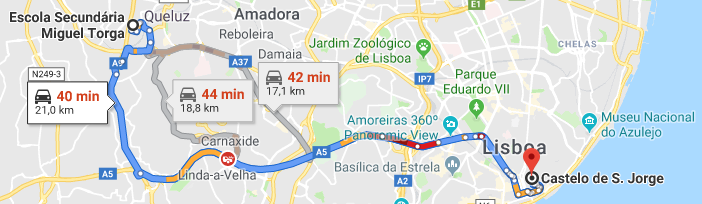 Escola Secundária
Miguel Torga
Queluz
Amadora
Reboleira
Damaia
Jardim Zoológico
de Lisboa
CHELAS
N249-3
A9
A37
IP7
40 min
21,0 km
44 min
18,8 km
42 min
17,1 km
Parque
Eduardo VII
Amoreiras 360°
Panoramic View
Museu Nacional
do Azulejo
Carnaxide
A5
Lisboa
Linda-a-Velha
Basílica da Estrela
A2
Castelo de S. Jorge